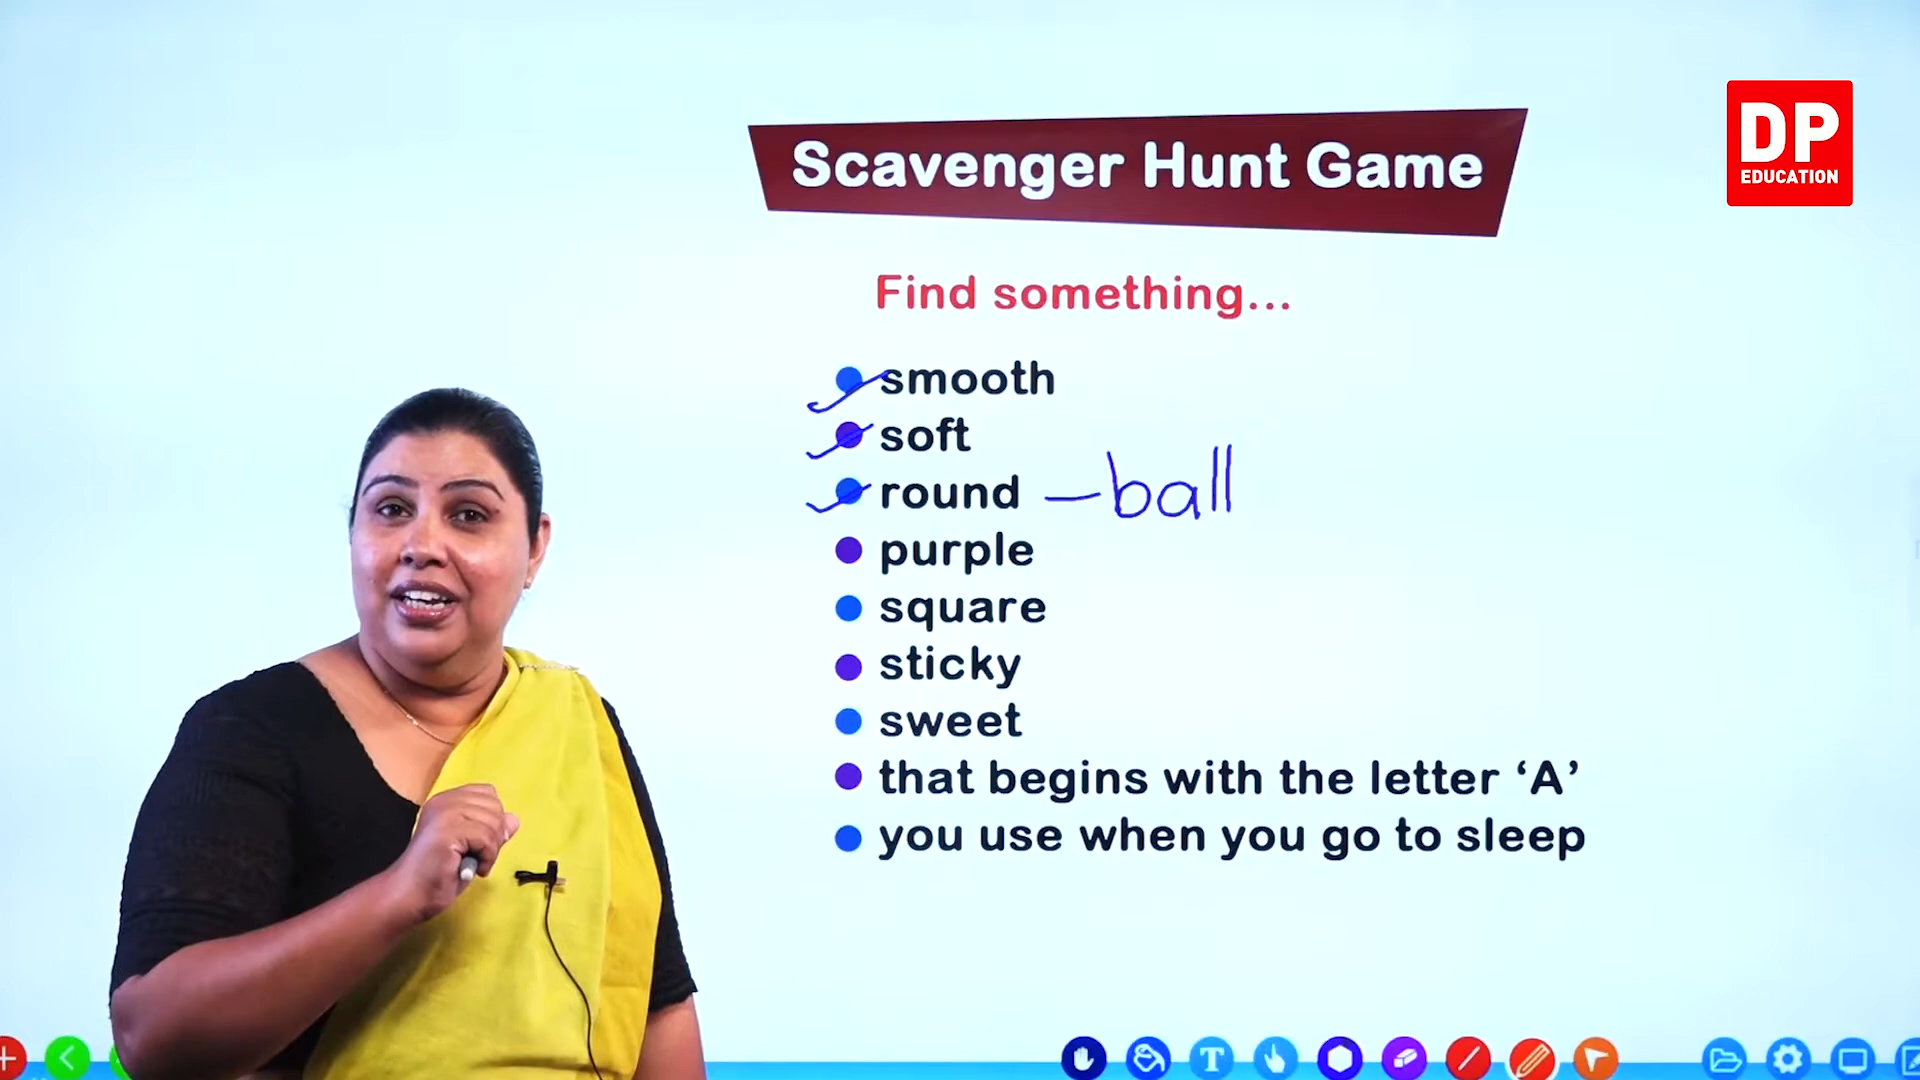 DP
EDUCATION
Scavenger Hunt Game
Find something...
smooth
soft
round – ball
purple
square
sticky
sweet
that begins with the letter ‘A’
you use when you go to sleep
T